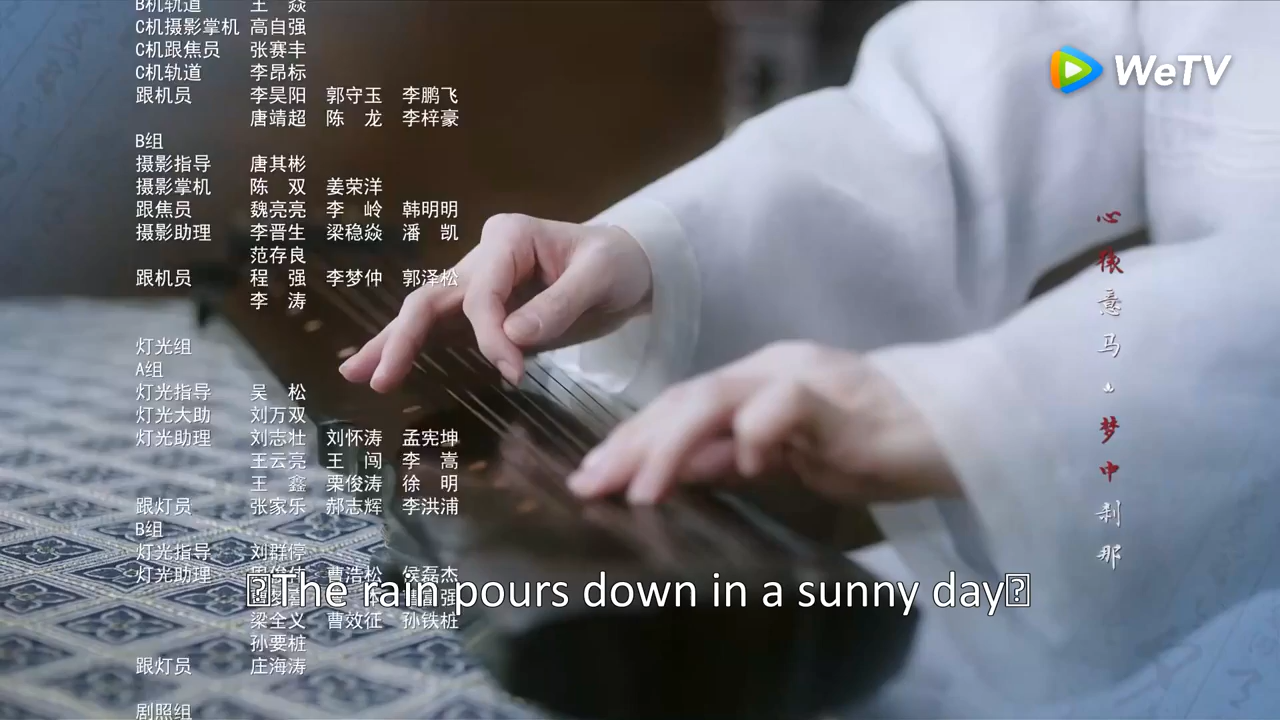 B机轨道 王 焱
C机摄影掌机 高自强
C机跟焦员 张赛丰
C机轨道 李昂标
跟机员 李昊阳 郭守玉 李鹏飞
唐靖超 陈 龙 李梓豪
B组
摄影指导 唐其彬
摄影掌机 陈 双 姜荣洋
跟焦员 魏亮亮 李 岭 韩明明
摄影助理 李晋生 梁稳焱 潘 凯
范存良
跟机员 程 强 李梦仲 郭泽松
李 涛
灯光组
A组
灯光指导 吴 松
灯光大助 刘万双
灯光助理 刘志壮 刘怀涛 孟宪坤
王云亮 王 闯 李 嵩
王 鑫 栗俊涛 徐 明
跟灯员 张家乐 郝志辉 李洪浦
B组
灯光指导 刘群停
灯光助理 曹浩松 侯磊杰
梁全义 曹效征 孙铁桩
孙要桩
跟灯员 庄海涛
剧照组
WeTV
心猿意马 梦中刹那
The rain pours down in a sunny day